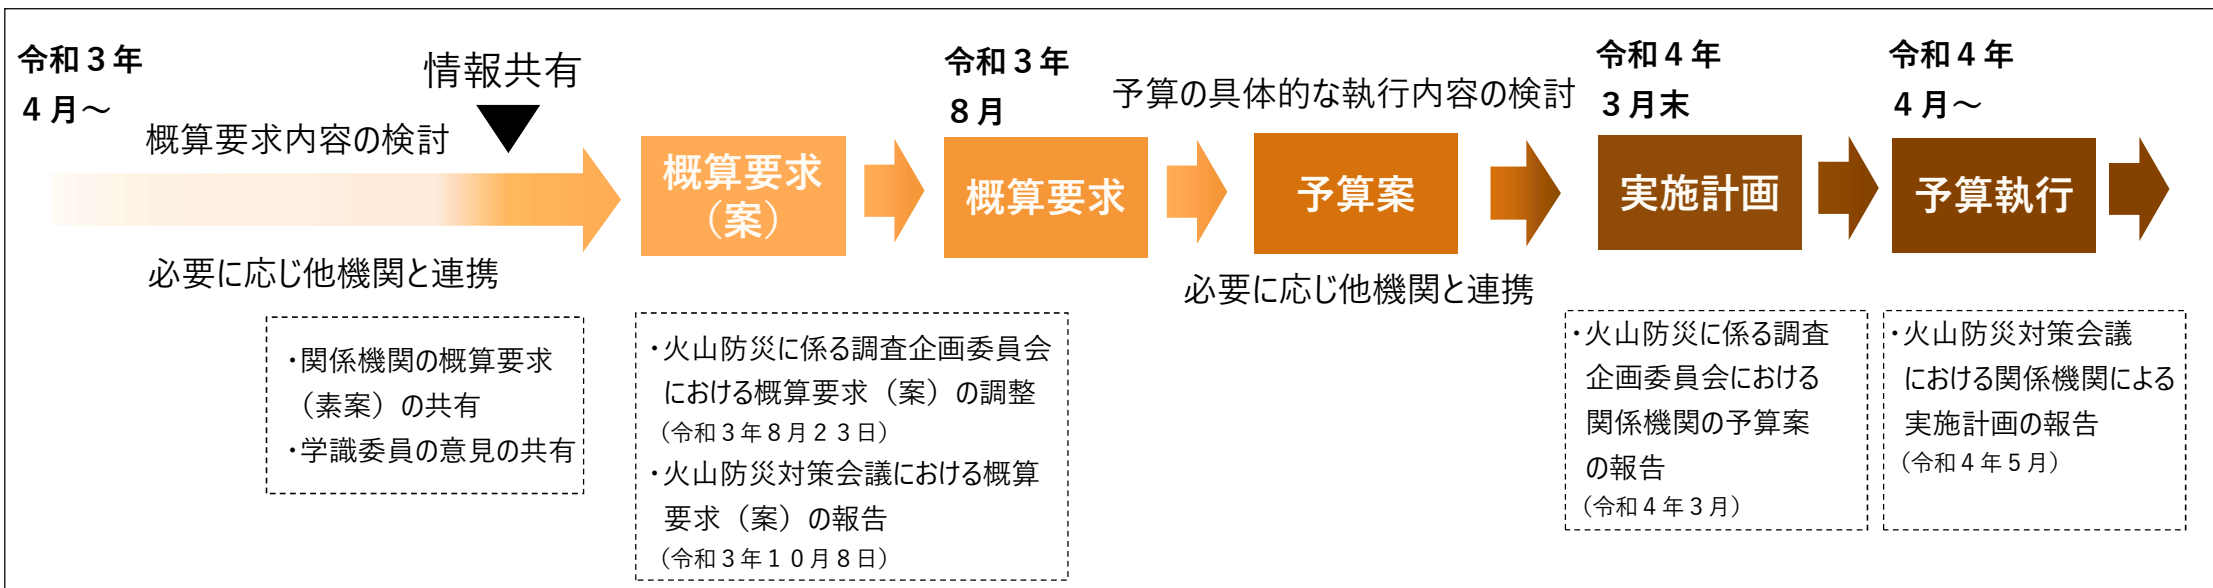 令和３年
４月～
情報共有
概算要求内容の検討
必要に応じ他機関と連携
・関係機関の概算要求
（素案）の共有
・学識委員の意見の共有
概算要求
（案）
・火山防災に係る調査企画委員会
における概算要求（案）の調整
（令和３年８月２３日）
・火山防災対策会議における概算
要求（案）の報告
（令和３年１０月８日）
令和３年
８月
概算要求
予算の具体的な執行内容の検討
予算案
必要に応じ他機関と連携
令和４年
３月末
実施計画
・火山防災に係る調査
企画委員会における
関係機関の予算案
の報告
（令和４年３月）
令和４年
４月～
予算執行
・火山防災対策会議
における関係機関による
実施計画の報告
（令和４年５月）